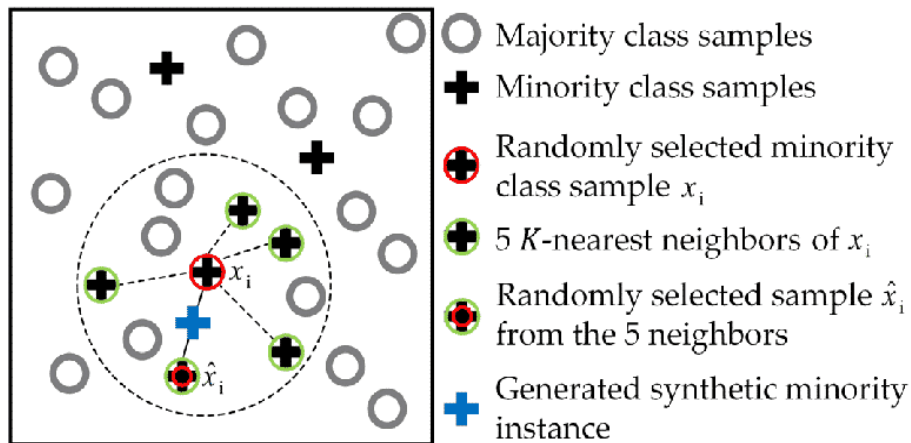 Majority class samples
Minority class samples
Randomly selected minority
class sample xᵢ
5 K-nearest neighbors of xᵢ
Randomly selected sample x̂ᵢ
from the 5 neighbors
Generated synthetic minority
instance
xᵢ
x̂ᵢ